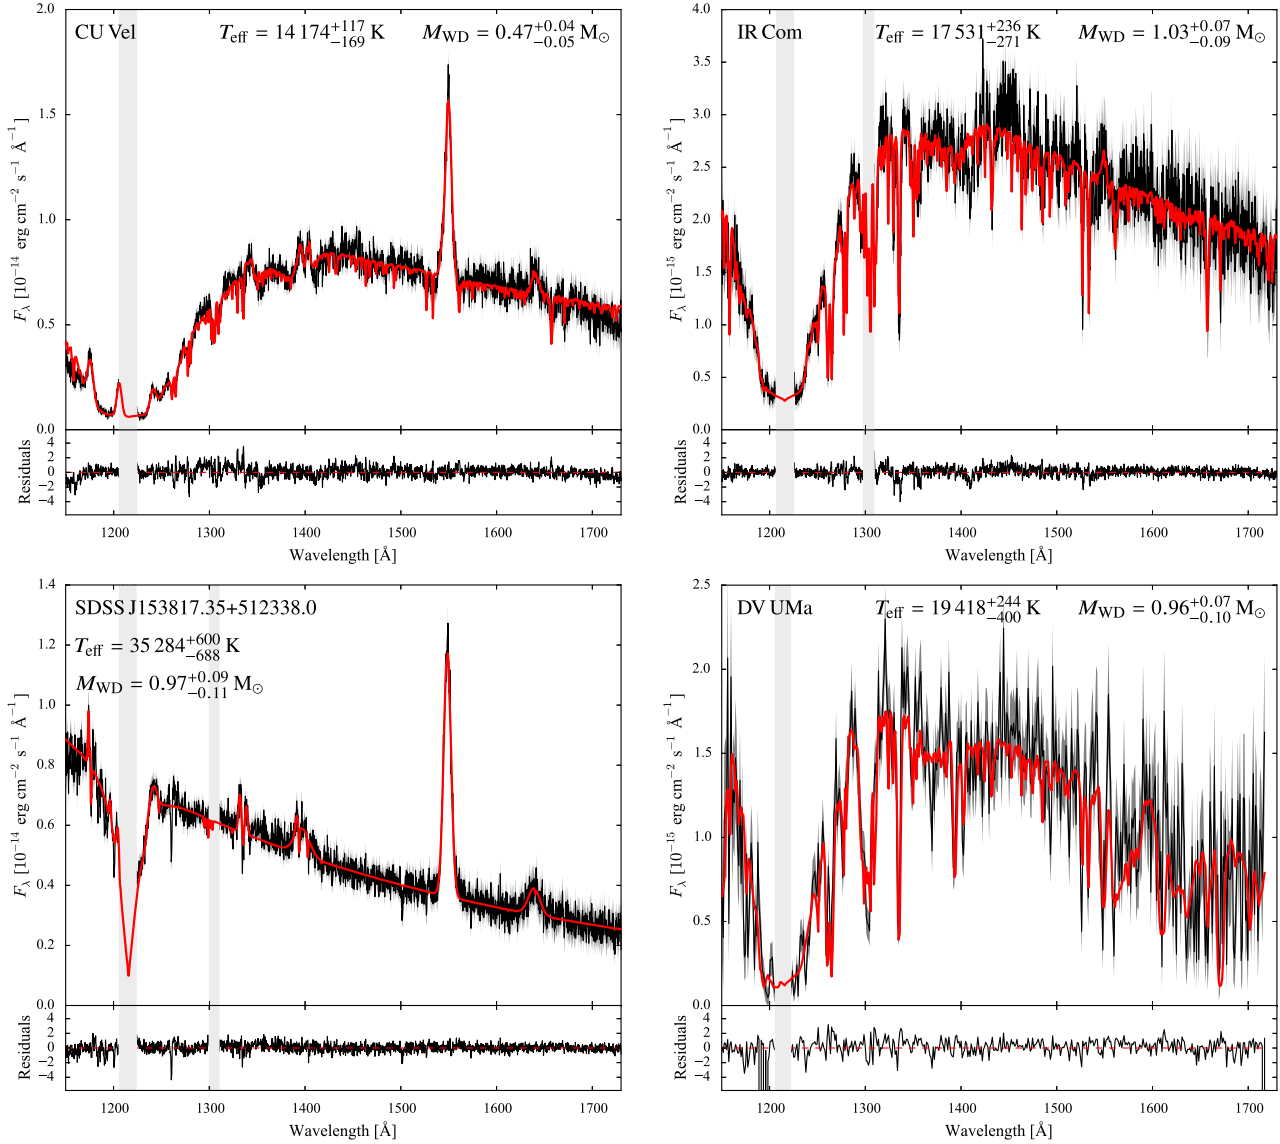 CU Vel T_eff = 14 174 +117 −169 K M_WD = 0.47 +0.04 −0.05 M⊙
2.0
1.5
1.0
0.5
0.0
F_λ [10⁻¹⁴ erg cm⁻² s⁻¹ Å⁻¹]
4
2
0
−2
−4
Residuals
1200 1300 1400 1500 1600 1700
Wavelength [Å]
IR Com T_eff = 17 531 +236 −271 K M_WD = 1.03 +0.07 −0.09 M⊙
4.0
3.5
3.0
2.5
2.0
1.5
1.0
0.5
0.0
F_λ [10⁻¹⁵ erg cm⁻² s⁻¹ Å⁻¹]
4
2
0
−2
−4
Residuals
1200 1300 1400 1500 1600 1700
Wavelength [Å]
SDSS J153817.35+512338.0
T_eff = 35 284 +600 −688 K
M_WD = 0.97 +0.09 −0.11 M⊙
1.4
1.2
1.0
0.8
0.6
0.4
0.2
0.0
F_λ [10⁻¹⁴ erg cm⁻² s⁻¹ Å⁻¹]
4
2
0
−2
−4
Residuals
1200 1300 1400 1500 1600 1700
Wavelength [Å]
DV UMa T_eff = 19 418 +244 −400 K M_WD = 0.96 +0.07 −0.10 M⊙
2.5
2.0
1.5
1.0
0.5
0.0
F_λ [10⁻¹⁵ erg cm⁻² s⁻¹ Å⁻¹]
4
2
0
−2
−4
Residuals
1200 1300 1400 1500 1600 1700
Wavelength [Å]